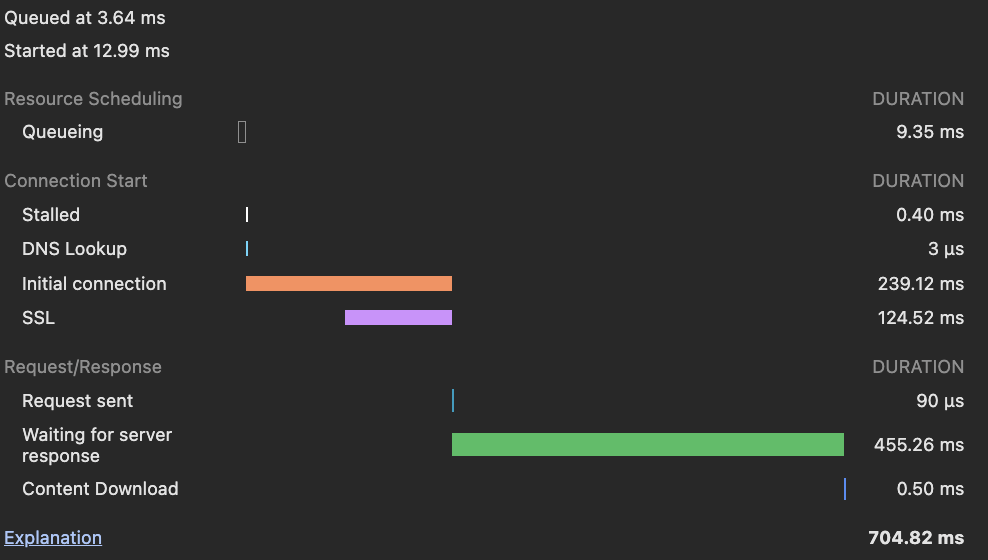 Queued at 3.64 ms
Started at 12.99 ms
Resource Scheduling DURATION
Queueing 9.35 ms
Connection Start DURATION
Stalled 0.40 ms
DNS Lookup 3 μs
Initial connection 239.12 ms
SSL 124.52 ms
Request/Response DURATION
Request sent 90 μs
Waiting for server
response 455.26 ms
Content Download 0.50 ms
Explanation 704.82 ms